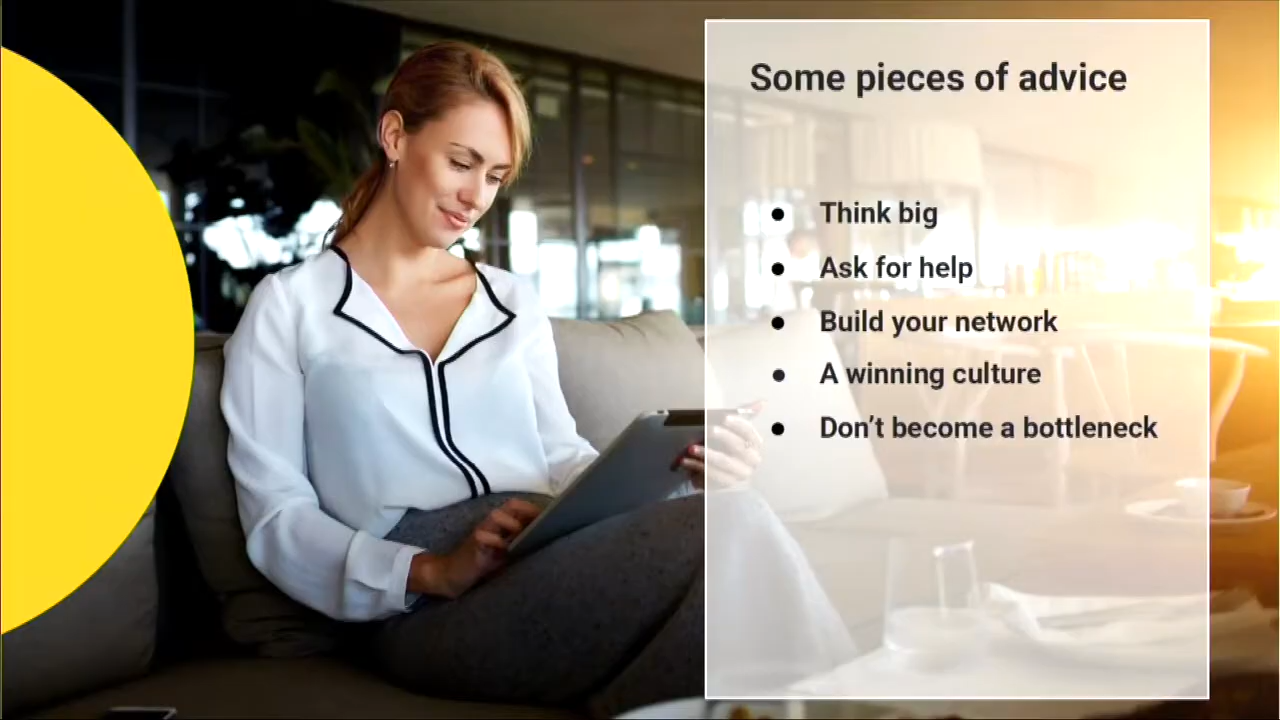 Some pieces of advice
● Think big
● Ask for help
● Build your network
● A winning culture
● Don’t become a bottleneck